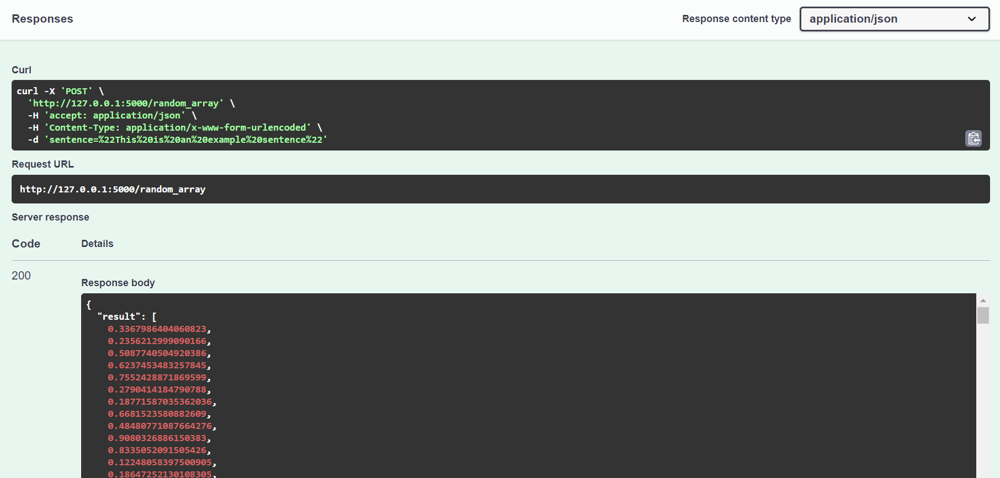 Responses
Response content type
application/json
Curl
curl -X 'POST' \
  'http://127.0.0.1:5000/random_array' \
  -H 'accept: application/json' \
  -H 'Content-Type: application/x-www-form-urlencoded' \
  -d 'sentence=%22This%20is%20an%20example%20sentence%22'
Request URL
http://127.0.0.1:5000/random_array
Server response
Code Details
200
Response body
{
  "result": [
    0.3367986404060823,
    0.2356212999090166,
    0.5087740504920386,
    0.6237453483257845,
    0.7552428871869599,
    0.2790414184790788,
    0.18771587035362036,
    0.6681523580882609,
    0.48480771087664276,
    0.9080326886150383,
    0.8335052091505426,
    0.12248058397500905,
    0.18647252130108305,